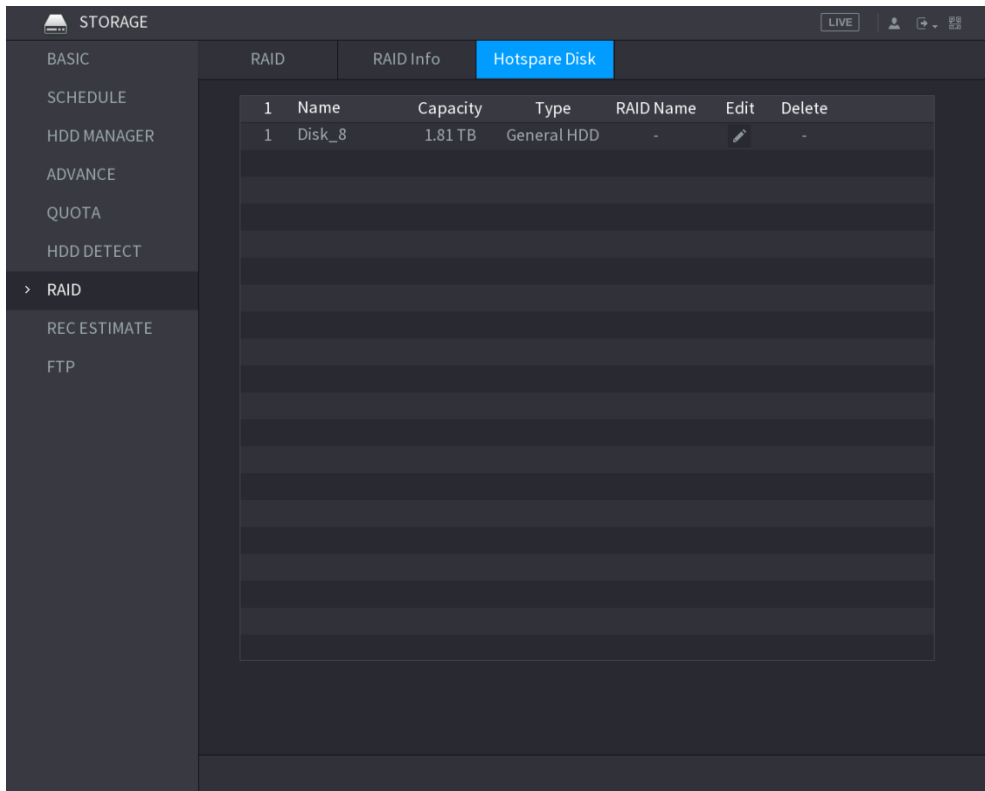 STORAGE LIVE
BASIC
SCHEDULE
HDD MANAGER
ADVANCE
QUOTA
HDD DETECT
> RAID
REC ESTIMATE
FTP
RAID RAID Info Hotspare Disk
1 Name Capacity Type RAID Name Edit Delete
1 Disk_8 1.81 TB General HDD - -